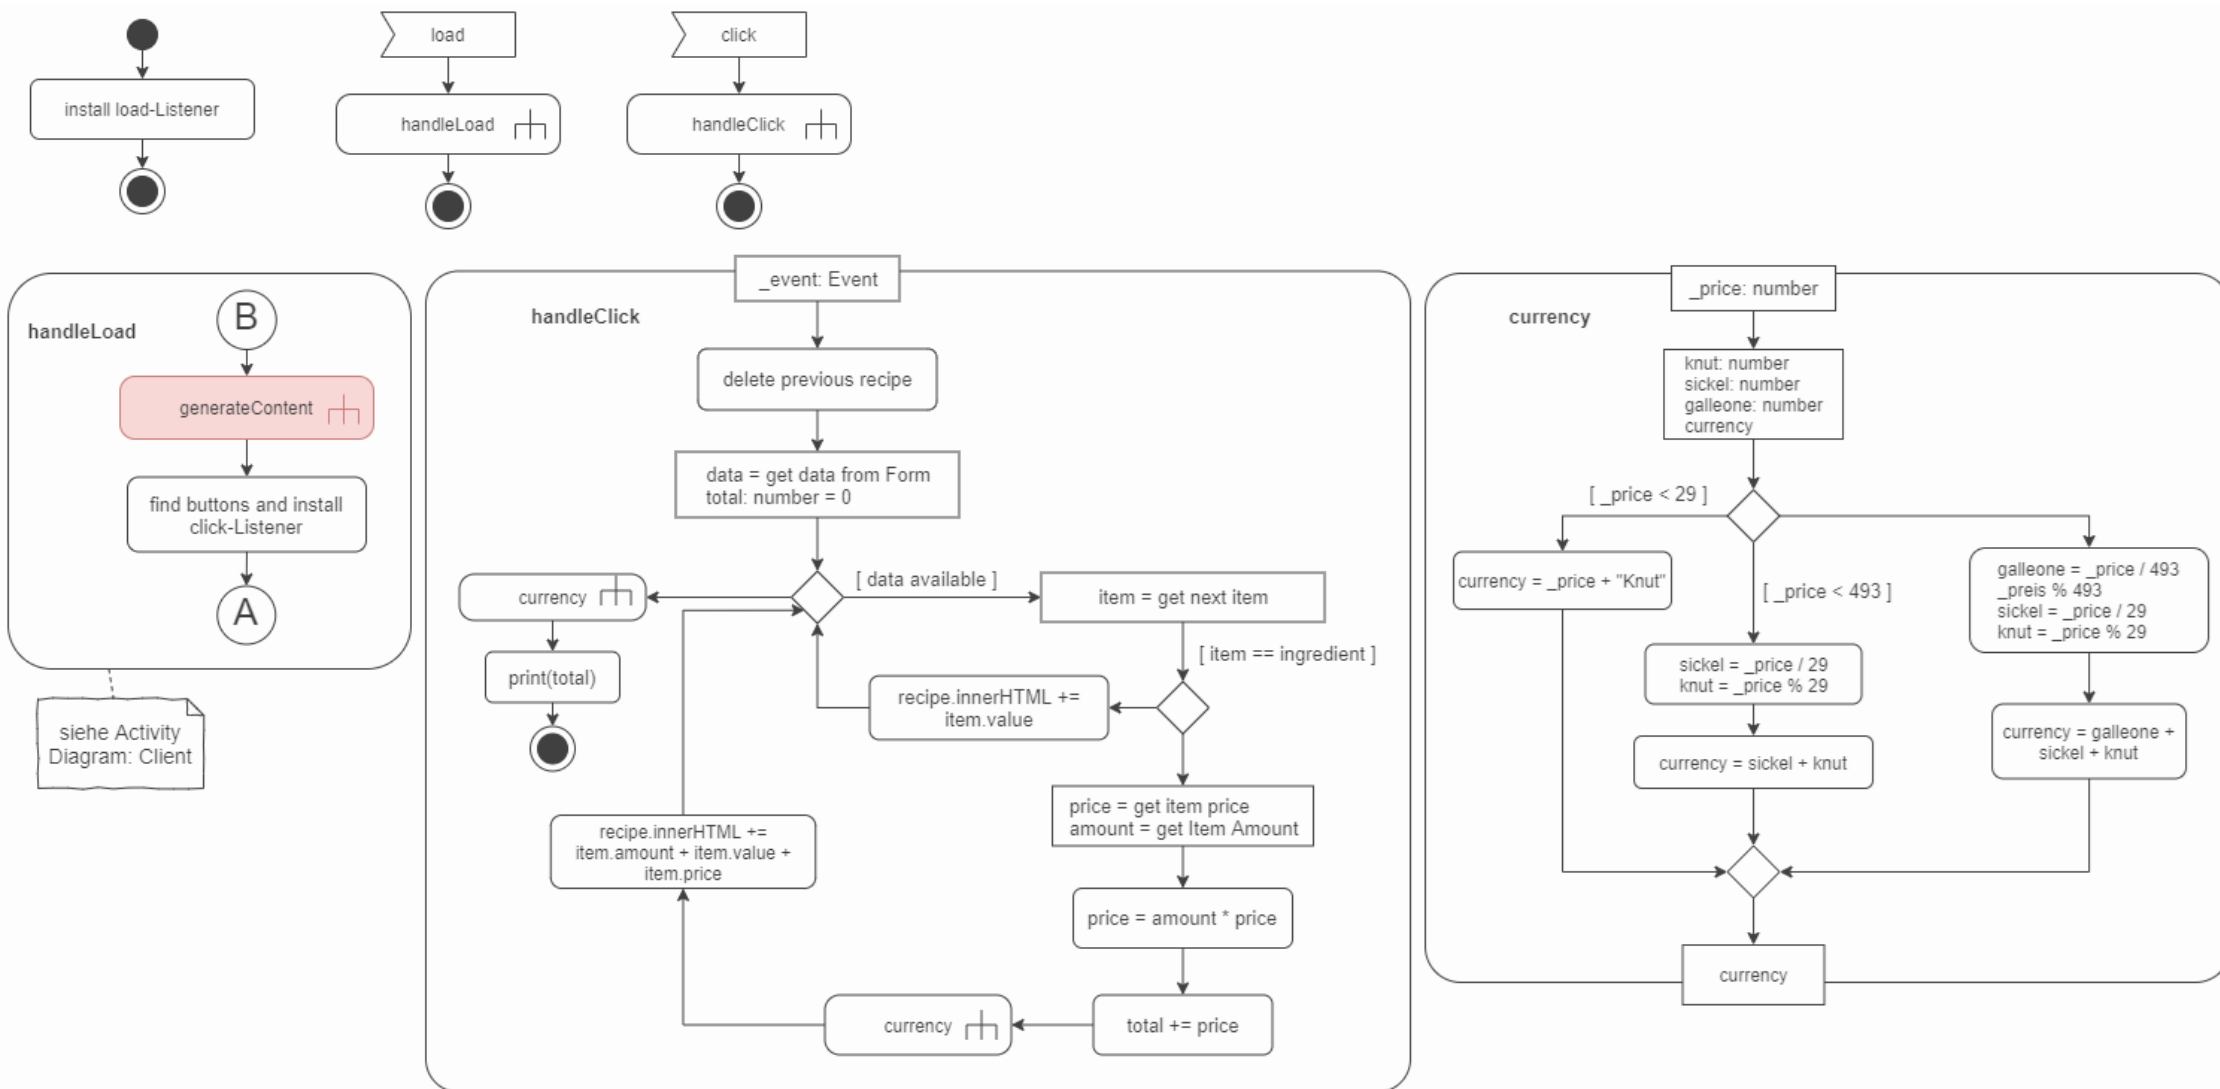 load
click
install load-Listener
handleLoad
handleClick
handleLoad
B
generateContent
find buttons and install
click-Listener
A
siehe Activity
Diagram: Client
_event: Event
handleClick
delete previous recipe
data = get data from Form
total: number = 0
[ data available ]
item = get next item
currency
print(total)
[ item == ingredient ]
recipe.innerHTML +=
item.value
price = get item price
amount = get Item Amount
recipe.innerHTML +=
item.amount + item.value +
item.price
price = amount * price
total += price
currency
_price: number
currency
knut: number
sickel: number
galleone: number
currency
[ _price < 29 ]
currency = _price + "Knut"
[ _price < 493 ]
sickel = _price / 29
knut = _price % 29
currency = sickel + knut
galleone = _price / 493
_preis % 493
sickel = _price / 29
knut = _price % 29
currency = galleone +
sickel + knut
currency